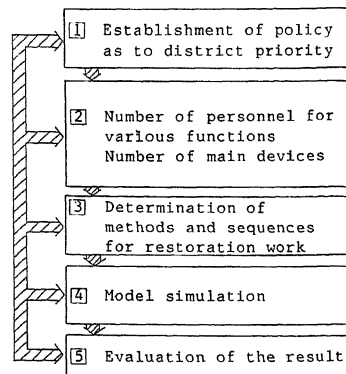 1 Establishment of policy
as to district priority
2 Number of personnel for
various functions
Number of main devices
3 Determination of
methods and sequences
for restoration work
4 Model simulation
5 Evaluation of the result